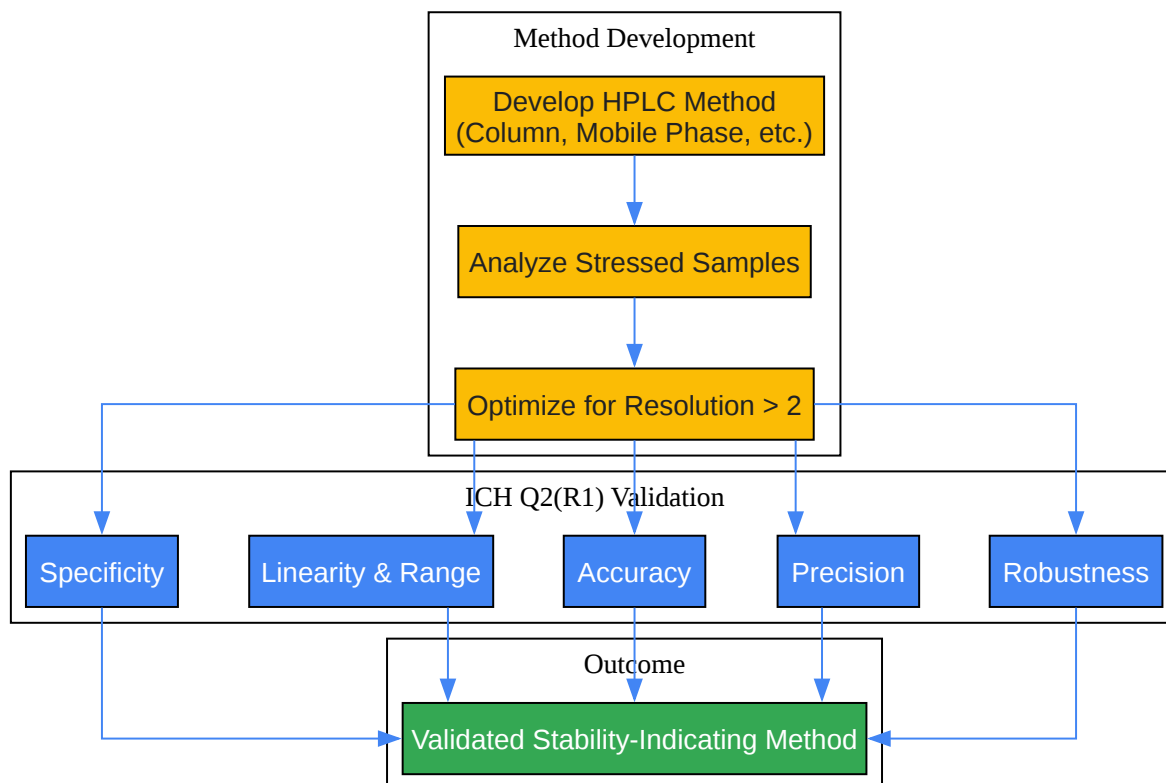 Method Development
Develop HPLC Method
(Column, Mobile Phase, etc.)
Analyze Stressed Samples
Optimize for Resolution > 2
ICH Q2(R1) Validation
Specificity
Linearity & Range
Accuracy
Precision
Robustness
Outcome
Validated Stability-Indicating Method